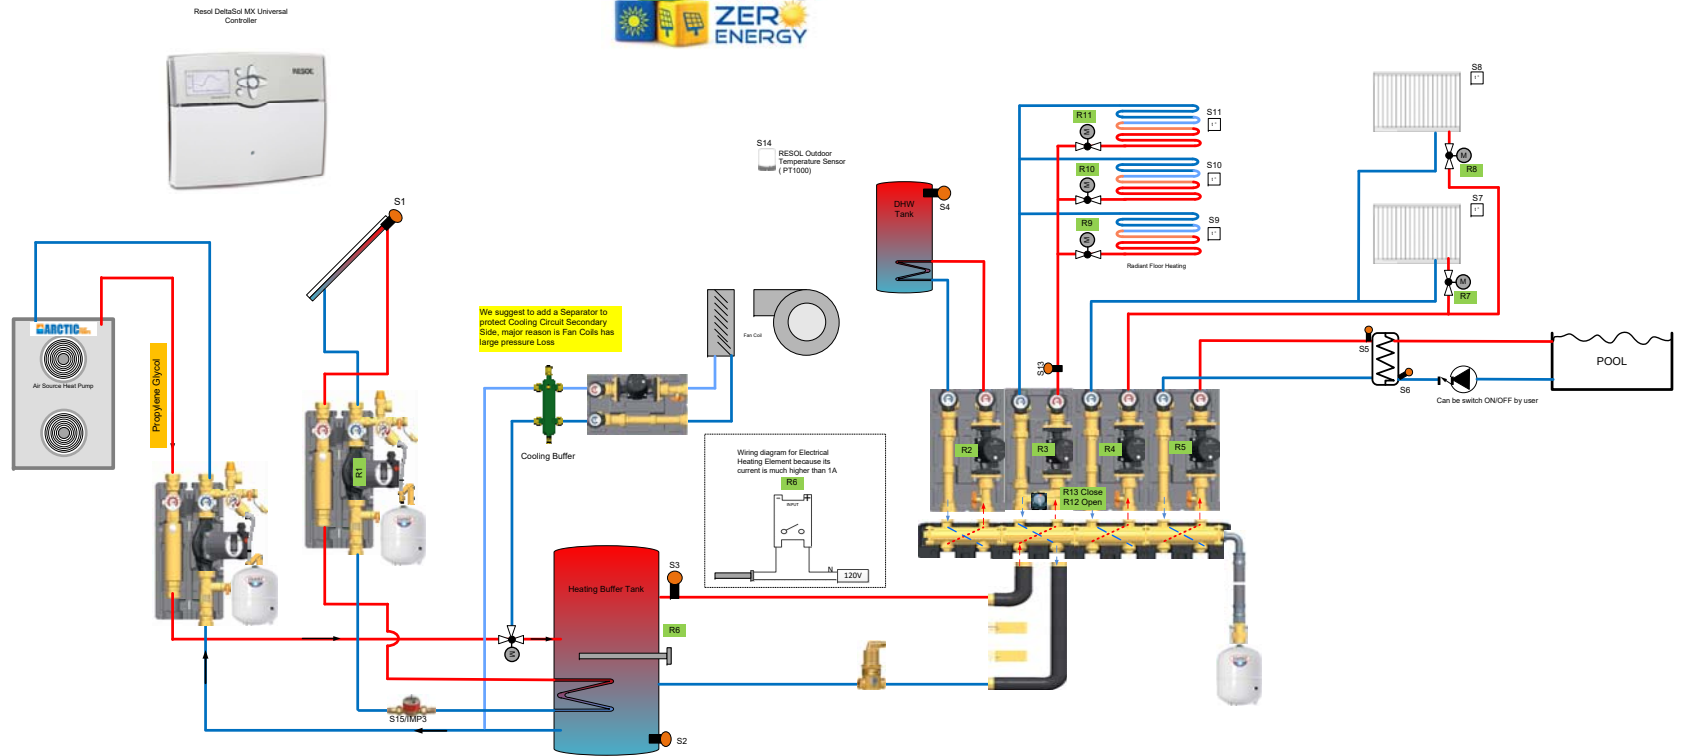 Resol DeltaSol MX Universal
Controller
RESOL
ZERO
ENERGY
S14
RESOL Outdoor
Temperature Sensor
( PT1000)
S1
ARCTIC
Air Source Heat Pump
Propylene Glycol
R1
We suggest to add a Separator to
protect Cooling Circuit Secondary
Side, major reason is Fan Coils has
large pressure Loss
Cooling Buffer
Fan Coil
DHW
Tank
S4
R11
M
S11
R10
M
S10
R9
M
S9
Radiant Floor Heating
S8
M
R8
S7
M
R7
S13
S5
S6
POOL
Can be switch ON/OFF by user
R2
R3
R4
R5
R13 Close
R12 Open
Wiring diagram for Electrical
Heating Element because its
current is much higher than 1A
R6
INPUT
N
120V
Heating Buffer Tank
S3
R6
M
S15/IMP3
S2